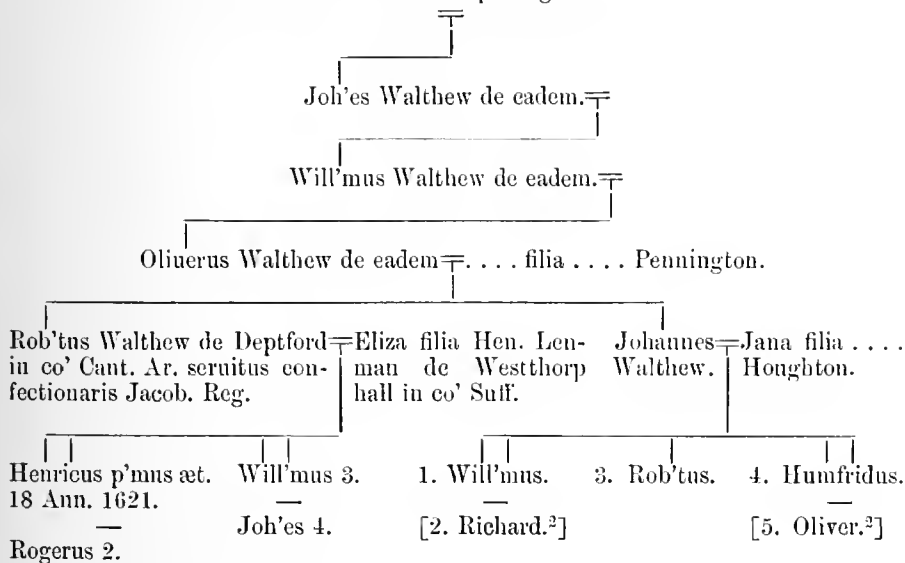 Joh'es Walthew de eadem.
Will'mus Walthew de eadem.
Oliuerus Walthew de eadem . . . . filia . . . . Pennington.
Rob'tus Walthew de Deptford
in co' Cant. Ar. seruitus con-
fectionaris Jacob. Reg.
Eliza filia Hen. Len-
man de Westthorp
hall in co' Suff.
Johannes
Walthew.
Jana filia . . . .
Houghton.
Henricus p'mus æt.
18 Ann. 1621.
—
Rogerus 2.
Will'mus 3.
—
Joh'es 4.
1. Will'mus.
—
[2. Richard.²]
3. Rob'tus.
4. Humfridus.
—
[5. Oliver.²]